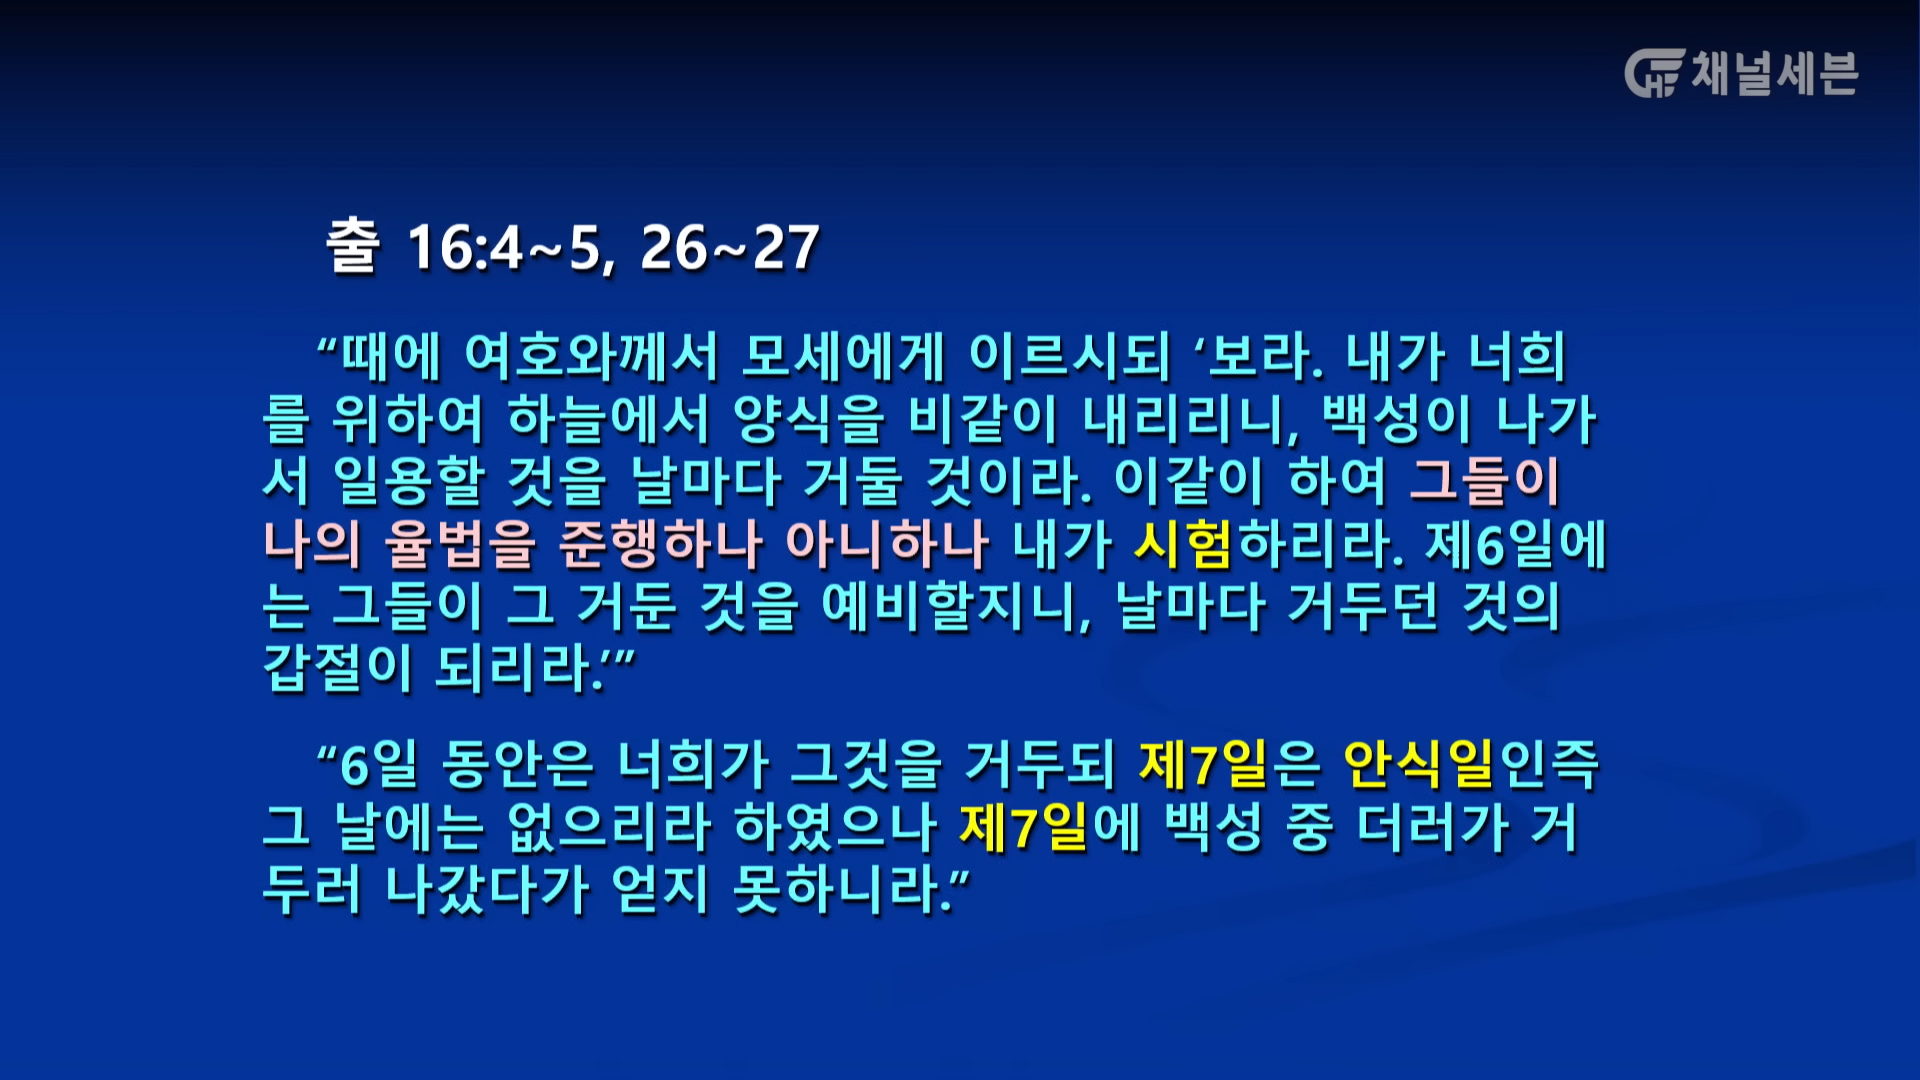 채널세븐
출 16:4~5, 26~27
“때에 여호와께서 모세에게 이르시되 ‘보라. 내가 너희
를 위하여 하늘에서 양식을 비같이 내리리니, 백성이 나가
서 일용할 것을 날마다 거둘 것이라. 이같이 하여 그들이
나의 율법을 준행하나 아니하나 내가 시험하리라. 제6일에
는 그들이 그 거둔 것을 예비할지니, 날마다 거두던 것의
갑절이 되리라.’”
“6일 동안은 너희가 그것을 거두되 제7일은 안식일인즉
그 날에는 없으리라 하였으나 제7일에 백성 중 더러가 거
두러 나갔다가 얻지 못하니라.”